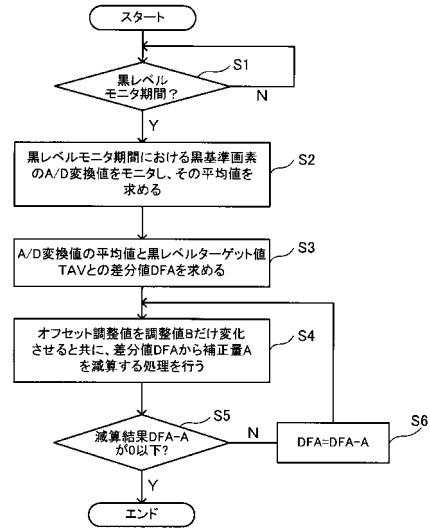 スタート
S1
黒レベル
モニタ期間？
N
Y
S2
黒レベルモニタ期間における黒基準画素
のA/D変換値をモニタし、その平均値を
求める
S3
A/D変換値の平均値と黒レベルターゲット値
TAVとの差分値DFAを求める
オフセット調整値を調整値Bだけ変化
させると共に、差分値DFAから補正量A
を減算する処理を行う
S4
S5
減算結果DFA-A
が0以下？
N
DFA=DFA-A
S6
Y
エンド